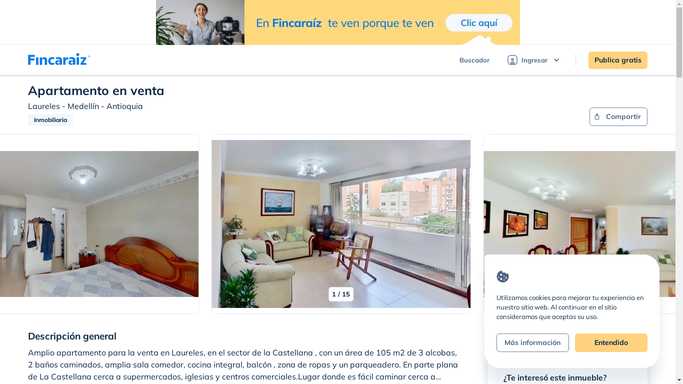 En Fincaraíz te ven porque te ven
Clic aquí
Fincaraiz
Buscador
Ingresar
Publica gratis
Apartamento en venta
Laureles - Medellín - Antioquia
Inmobiliaria
Compartir
1 / 15
Descripción general
Amplio apartamento para la venta en Laureles, en el sector de la Castellana , con un área de 105 m2 de 3 alcobas,
2 baños caminados, amplia sala comedor, cocina integral, balcón , zona de ropas y un parqueadero. En parte plana
de La Castellana cerca a supermercados, iglesias y centros comerciales.Lugar donde es fácil caminar cerca a...
Utilizamos cookies para mejorar tu experiencia en
nuestro sitio web. Al continuar en el sitio
consideramos que aceptas su uso.
Más información
Entendido
¿Te interesó este inmueble?